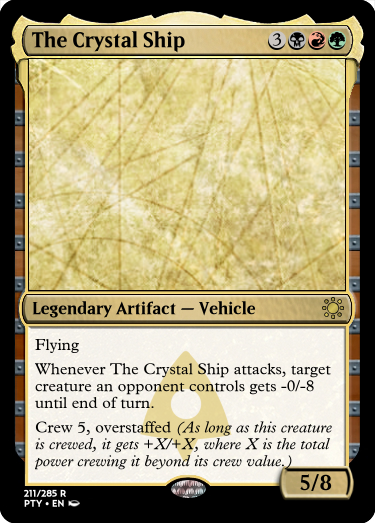 The Crystal Ship 3
Legendary Artifact — Vehicle
Flying
Whenever The Crystal Ship attacks, target
creature an opponent controls gets -0/-8
until end of turn.
Crew 5, overstaffed (As long as this creature
is crewed, it gets +X/+X, where X is the total
power crewing it beyond its crew value.)
5/8
211/285 R
PTY • EN